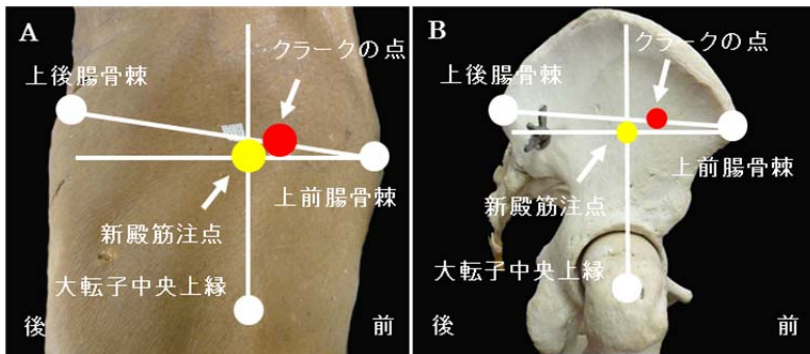 A
クラークの点
上後腸骨棘
上前腸骨棘
新殿筋注点
大転子中央上縁
後
前
B
クラークの点
上後腸骨棘
上前腸骨棘
新殿筋注点
大転子中央上縁
後
前